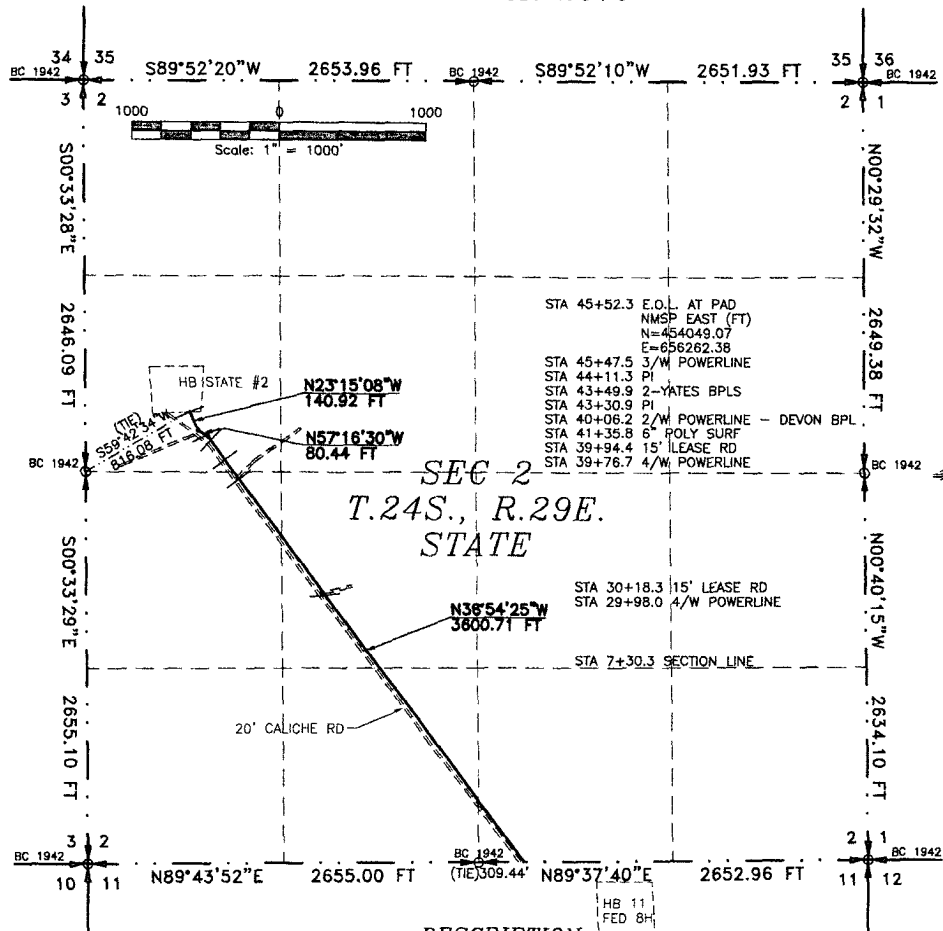 34 35
BC 1942
3 2
S89°52'20"W 2653.96 FT
BC 1942
S89°52'10"W 2651.93 FT
35 36
BC 1942
2 1
1000 0 1000
Scale: 1" = 1000'
S00°33'28"E 2646.09 FT
N00°29'32"W 2649.38 FT
STA 45+52.3 E.O.L. AT PAD
NMSP EAST (FT)
N=454049.07
E=656262.38
STA 45+47.5 3/W POWERLINE
STA 44+11.3 PI
STA 43+49.9 2-YATES BPLS
STA 43+30.9 PI
STA 40+06.2 2/W POWERLINE - DEVON BPL
STA 41+35.8 6" POLY SURF
STA 39+94.4 15' LEASE RD
STA 39+76.7 4/W POWERLINE
HB STATE #2
N23°15'08"W
140.92 FT
(TIE)
S59°42'34"W
816.08 FT
N57°16'30"W
80.44 FT
BC 1942
BC 1942
SEC 2
T.24S., R.29E.
STATE
S00°33'29"E 2655.10 FT
N00°40'15"W 2634.10 FT
STA 30+18.3 15' LEASE RD
STA 29+98.0 4/W POWERLINE
N36°54'25"W
3600.71 FT
STA 7+30.3 SECTION LINE
20' CALICHE RD
3 2
BC 1942
10 11
N89°43'52"E 2655.00 FT
BC 1942
(TIE)309.44'
N89°37'40"E 2652.96 FT
2 1
BC 1942
11 12
HB 11
FED 8H